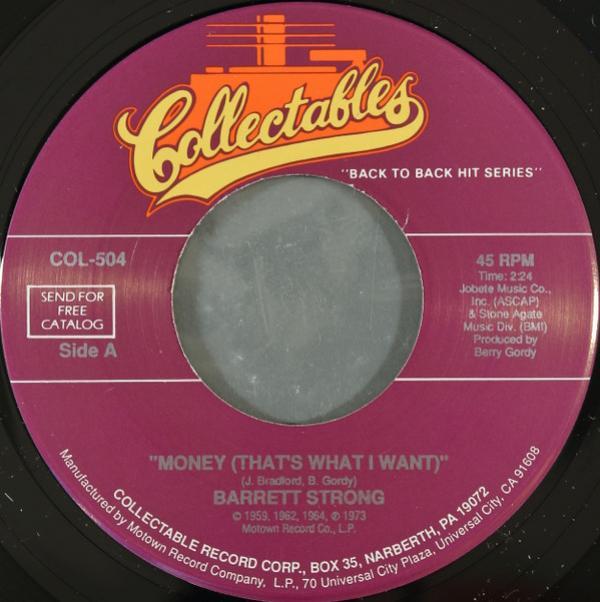 Collectables
"BACK TO BACK HIT SERIES"
COL-504
SEND FOR
FREE
CATALOG
Side A
45 RPM
Time: 2:24
Jobete Music Co.,
Inc. (ASCAP)
& Stone Agate
Music Div. (BMI)
Produced by
Berry Gordy
"MONEY (THAT'S WHAT I WANT)"
(J. Bradford, B. Gordy)
BARRETT STRONG
© 1959, 1962, 1964, ℗ 1973
Motown Record Co., L.P.
COLLECTABLE RECORD CORP., BOX 35, NARBERTH, PA 19072
Manufactured by Motown Record Company, L.P., 70 Universal City Plaza, Universal City, CA 91608